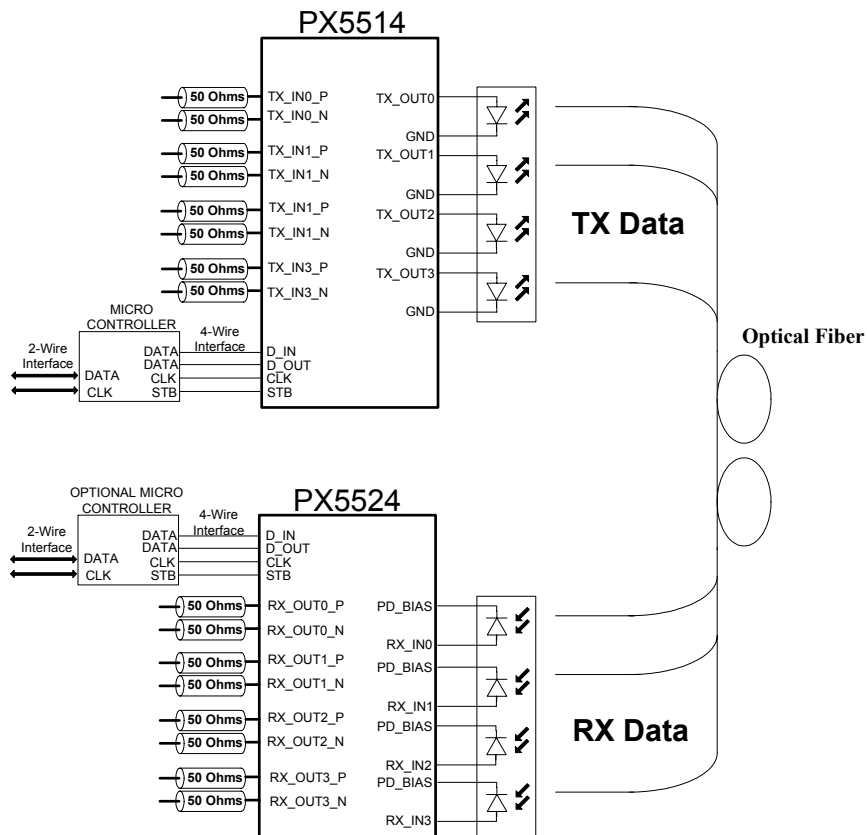 PX5514
50 Ohms TX_IN0_P
50 Ohms TX_IN0_N
50 Ohms TX_IN1_P
50 Ohms TX_IN1_N
50 Ohms TX_IN1_P
50 Ohms TX_IN1_N
50 Ohms TX_IN3_P
50 Ohms TX_IN3_N
TX_OUT0
GND
TX_OUT1
GND
TX_OUT2
GND
TX_OUT3
GND
TX Data
MICRO
CONTROLLER
2-Wire
Interface
4-Wire
Interface
DATA
CLK
DATA
DATA
CLK
STB
D_IN
D_OUT
CLK
STB
Optical Fiber
PX5524
OPTIONAL MICRO
CONTROLLER
2-Wire
Interface
4-Wire
Interface
DATA
CLK
DATA
DATA
CLK
STB
D_IN
D_OUT
CLK
STB
50 Ohms RX_OUT0_P
50 Ohms RX_OUT0_N
50 Ohms RX_OUT1_P
50 Ohms RX_OUT1_N
50 Ohms RX_OUT2_P
50 Ohms RX_OUT2_N
50 Ohms RX_OUT3_P
50 Ohms RX_OUT3_N
PD_BIAS
RX_IN0
PD_BIAS
RX_IN1
PD_BIAS
RX_IN2
PD_BIAS
RX_IN3
RX Data